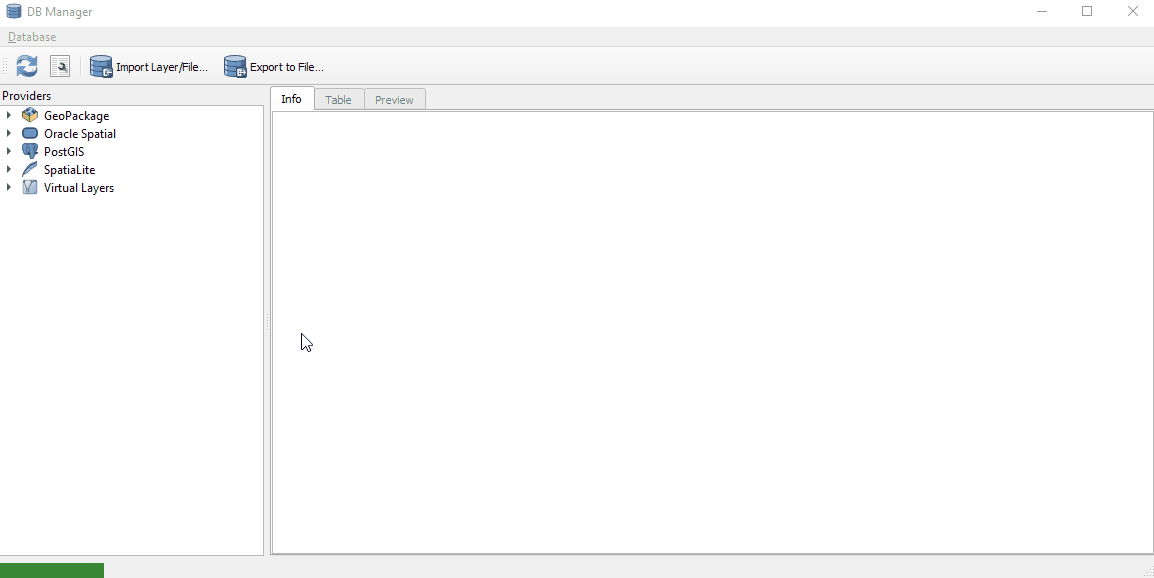 DB Manager
Database
Import Layer/File... Export to File...
Providers
Info Table Preview
GeoPackage
Oracle Spatial
PostGIS
SpatiaLite
Virtual Layers